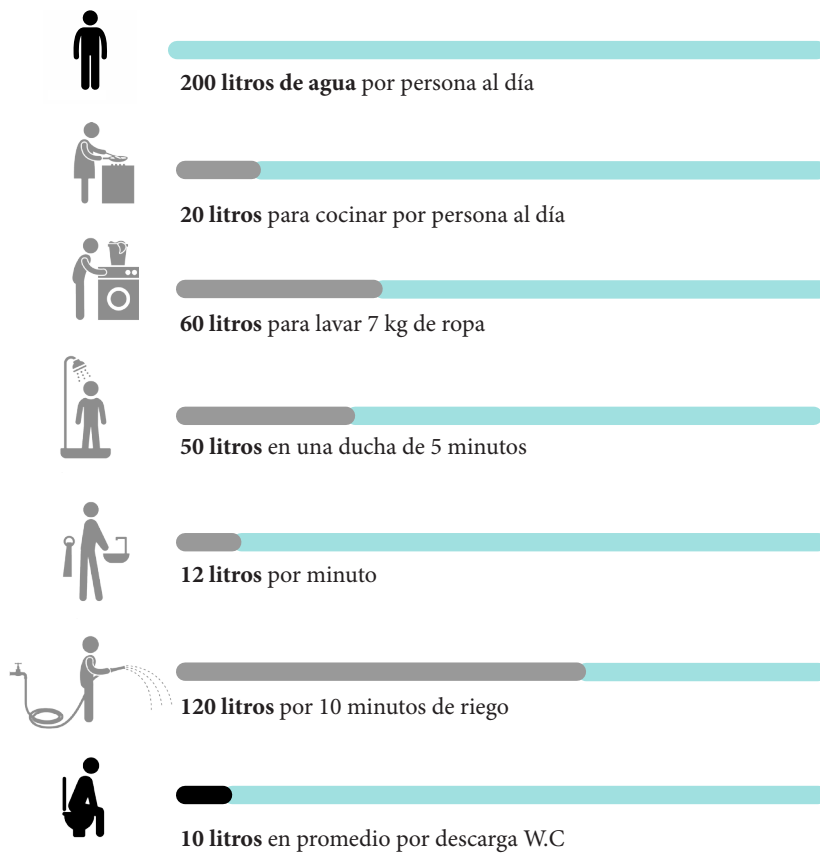 200 litros de agua por persona al día
20 litros para cocinar por persona al día
60 litros para lavar 7 kg de ropa
50 litros en una ducha de 5 minutos
12 litros por minuto
120 litros por 10 minutos de riego
10 litros en promedio por descarga W.C